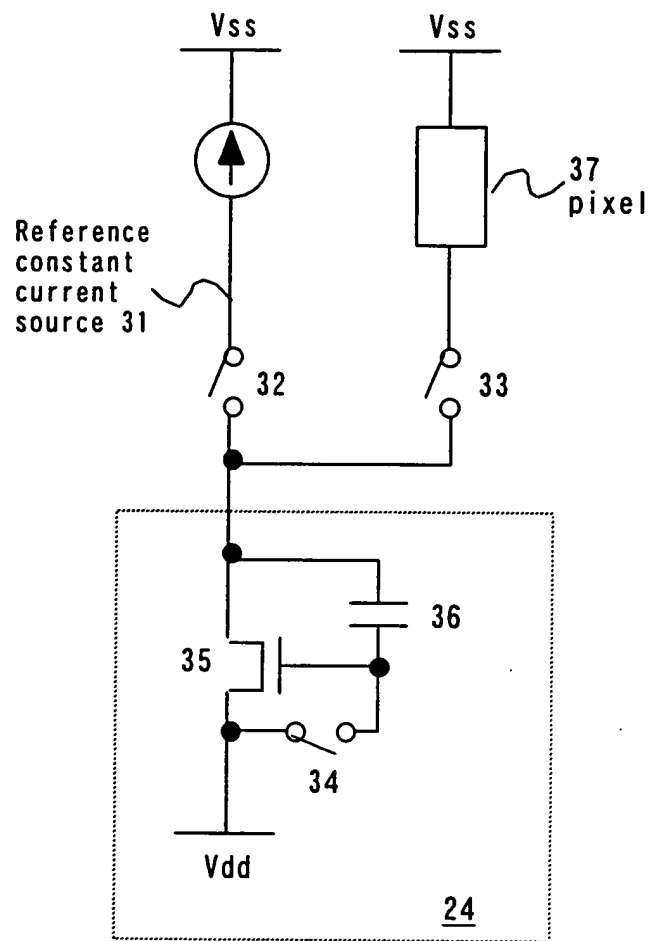 Vss
Vss
37
pixel
Reference
constant
current
source 31
32
33
36
35
34
Vdd
24